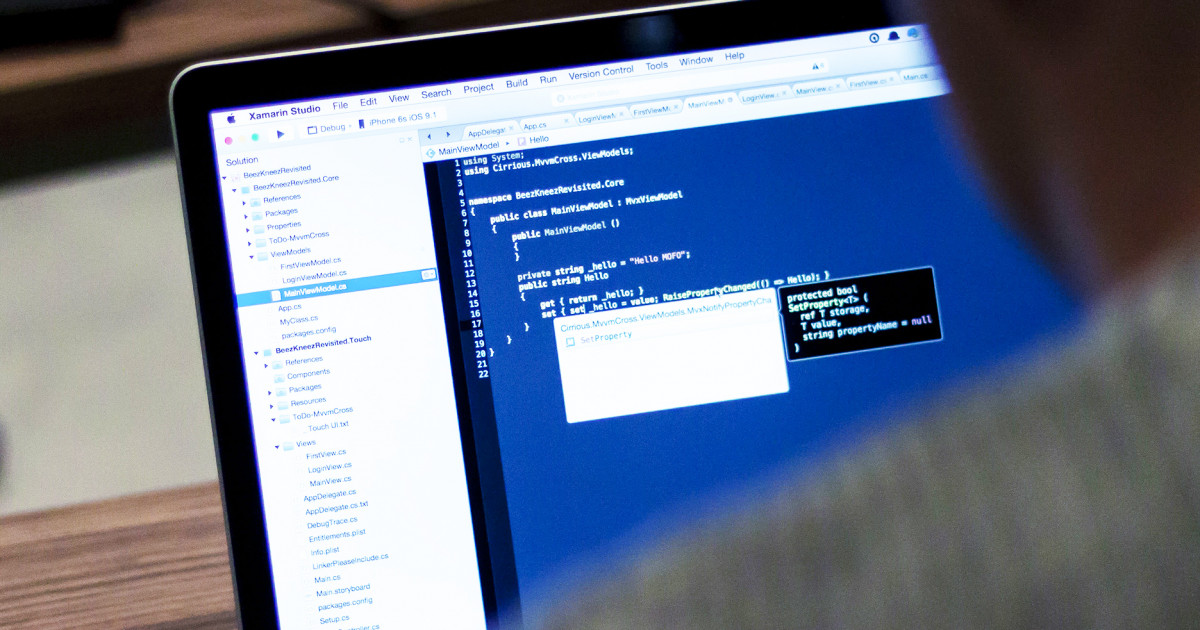 Xamarin Studio File Edit View Search Project Build Run Version Control Tools Window Help
Debug iPhone 6s iOS 9.1
AppDelegat App.cs LoginViewM FirstViewMo MainViewM LoginView.c MainView.c FirstView.cs Main.cs
MainViewModel Hello
Solution
BeezKneezRevisited
BeezKneezRevisited.Core
References
Packages
Properties
ToDo-MvvmCross
ViewModels
FirstViewModel.cs
LoginViewModel.cs
MainViewModel.cs
App.cs
MyClass.cs
packages.config
BeezKneezRevisited.Touch
References
Components
Packages
Resources
ToDo-MvvmCross
Touch UI.txt
Views
FirstView.cs
LoginView.cs
MainView.cs
AppDelegate.cs
AppDelegate.cs.txt
DebugTrace.cs
Entitlements.plist
Info.plist
LinkerPleaseInclude.cs
Main.cs
Main.storyboard
packages.config
Setup.cs
1 using System;
2 using Cirrious.MvvmCross.ViewModels;
3
4
5 namespace BeezKneezRevisited.Core
6 {
7 public class MainViewModel : MvxViewModel
8 {
9 public MainViewModel ()
10 {
11 }
12
13 private string _hello = "Hello MOFO";
14 public string Hello
15 {
16 get { return _hello; }
17 set { set _hello = value; RaisePropertyChanged(() => Hello); }
18 }
19 }
20 }
21
22
Cirrious.MvvmCross.ViewModels.MvxNotifyPropertyCha
SetProperty
protected bool
SetProperty<T> (
ref T storage,
T value,
string propertyName = null
)